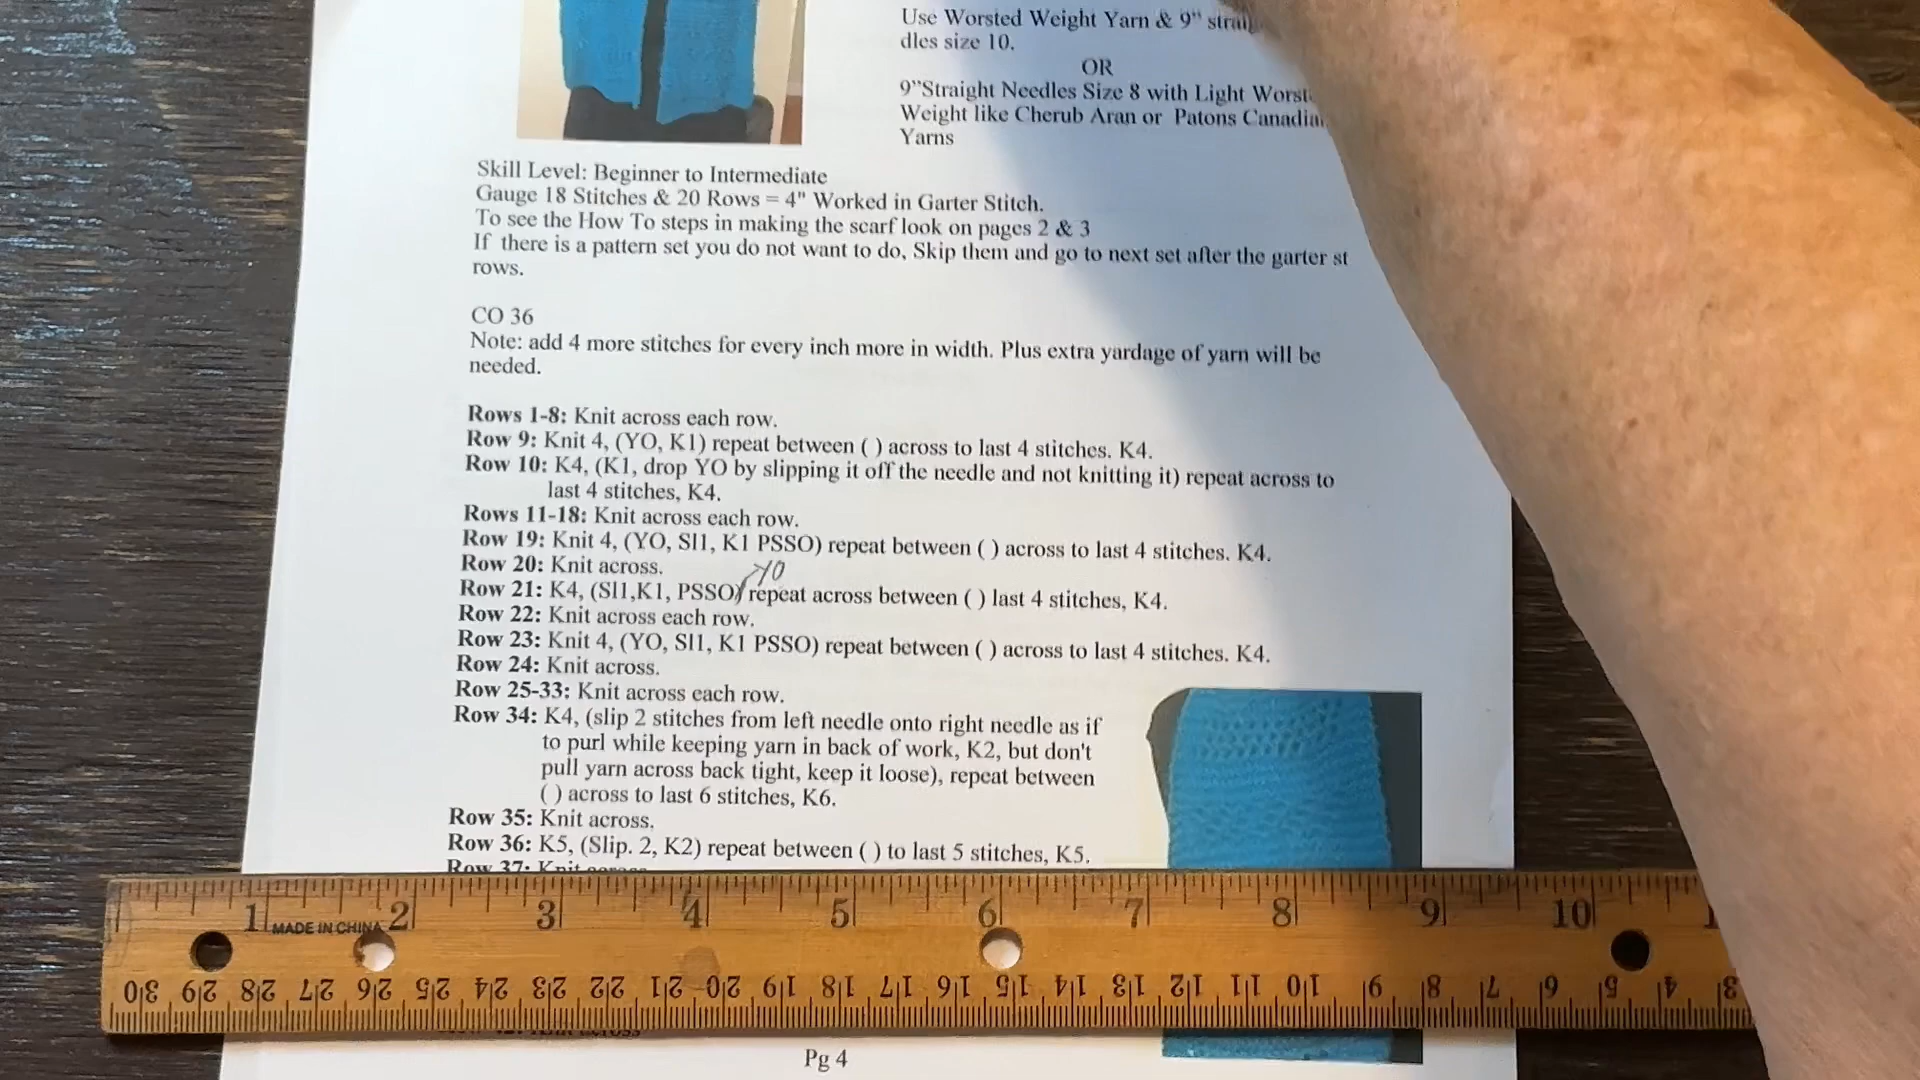 Use Worsted Weight Yarn & 9"
dles size 10.
OR
9"Straight Needles Size 8 with Light
Weight like Cherub Aran or Patons
Yarns
Skill Level: Beginner to Intermediate
Gauge 18 Stitches & 20 Rows = 4" Worked in Garter Stitch.
To see the How To steps in making the scarf look on pages 2 & 3
If there is a pattern set you do not want to do, Skip them and go to next set after the garter st
rows.
CO 36
Note: add 4 more stitches for every inch more in width. Plus extra yardage of yarn will be
needed.
Rows 1-8: Knit across each row.
Row 9: Knit 4, (YO, K1) repeat between ( ) across to last 4 stitches. K4.
Row 10: K4, (K1, drop YO by slipping it off the needle and not knitting it) repeat across to
last 4 stitches, K4.
Rows 11-18: Knit across each row.
Row 19: Knit 4, (YO, Sl1, K1 PSSO) repeat between ( ) across to last 4 stitches. K4.
Row 20: Knit across.
YO
Row 21: K4, (Sl1,K1, PSSO) repeat across between ( ) last 4 stitches, K4.
Row 22: Knit across each row.
Row 23: Knit 4, (YO, Sl1, K1 PSSO) repeat between ( ) across to last 4 stitches. K4.
Row 24: Knit across.
Row 25-33: Knit across each row.
Row 34: K4, (slip 2 stitches from left needle onto right needle as if
to purl while keeping yarn in back of work, K2, but don't
pull yarn across back tight, keep it loose), repeat between
( ) across to last 6 stitches, K6.
Row 35: Knit across.
Row 36: K5, (Slip. 2, K2) repeat between ( ) to last 5 stitches, K5.
Row 37: Knit across
1 2 3 4 5 6 7 8 9 10
MADE IN CHINA
30 29 28 27 26 25 24 23 22 21 20 19 18 17 16 15 14 13 12 11 10 9 8 7 6 5 4 3
Pg 4